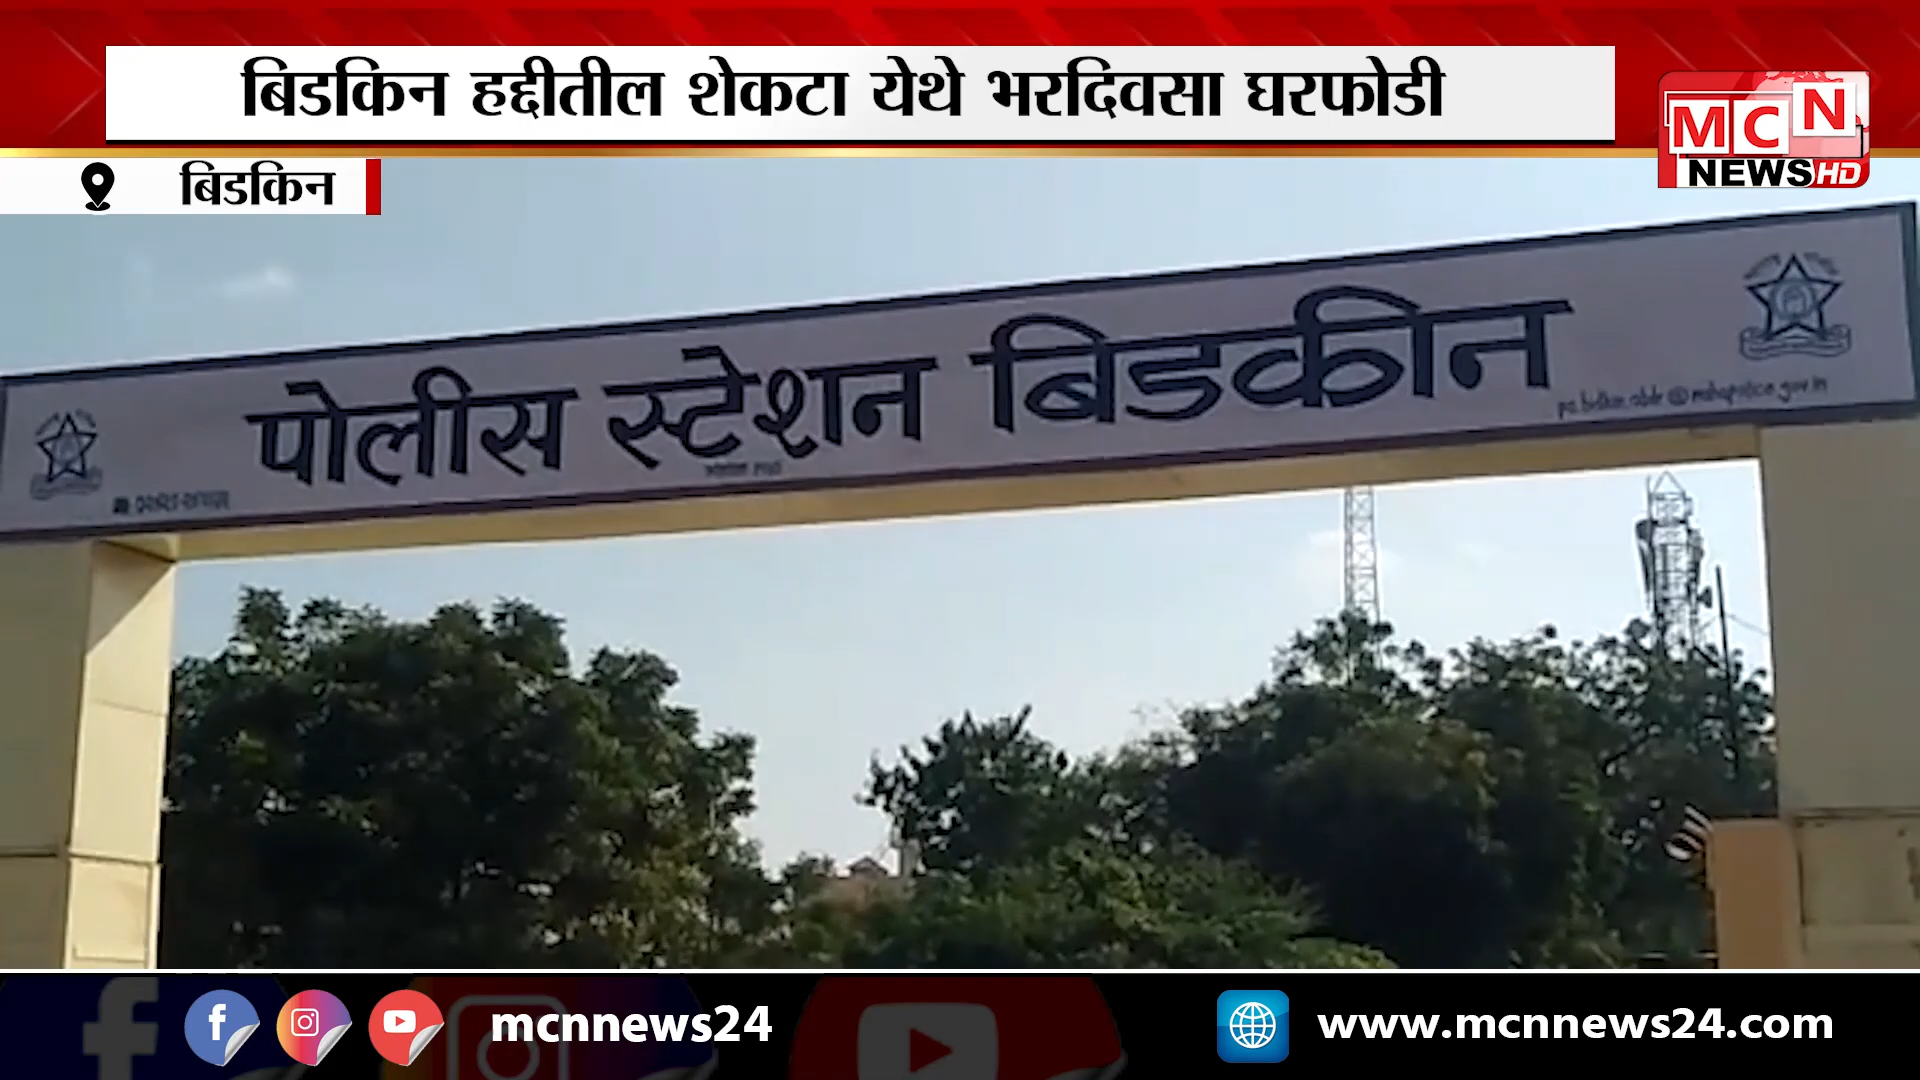 बिडकिन हद्दीतील शेकटा येथे भरदिवसा घरफोडी
MCN
NEWS HD
बिडकिन
पोलीस स्टेशन बिडकीन
mcnnews24
www.mcnnews24.com